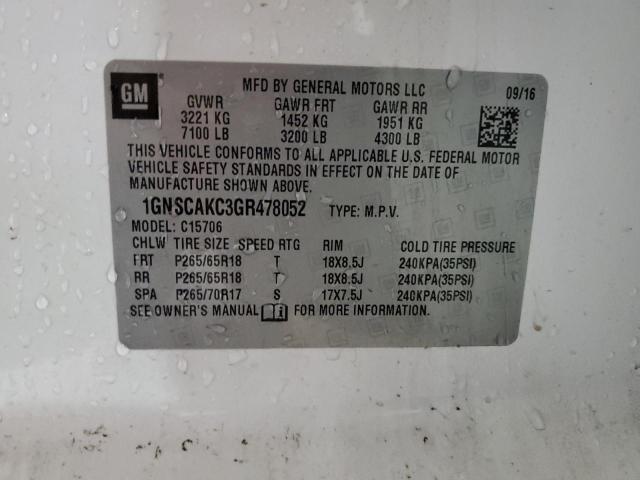 GM
MFD BY GENERAL MOTORS LLC 09/16
GVWR GAWR FRT GAWR RR
3221 KG 1452 KG 1951 KG
7100 LB 3200 LB 4300 LB
THIS VEHICLE CONFORMS TO ALL APPLICABLE U.S. FEDERAL MOTOR
VEHICLE SAFETY STANDARDS IN EFFECT ON THE DATE OF
MANUFACTURE SHOWN ABOVE.
1GNSCAKC3GR478052 TYPE: M.P.V.
MODEL: C15706
CHLW TIRE SIZE SPEED RTG RIM COLD TIRE PRESSURE
FRT P265/65R18 T 18X8.5J 240KPA(35PSI)
RR P265/65R18 T 18X8.5J 240KPA(35PSI)
SPA P265/70R17 S 17X7.5J 240KPA(35PSI)
SEE OWNER'S MANUAL FOR MORE INFORMATION.